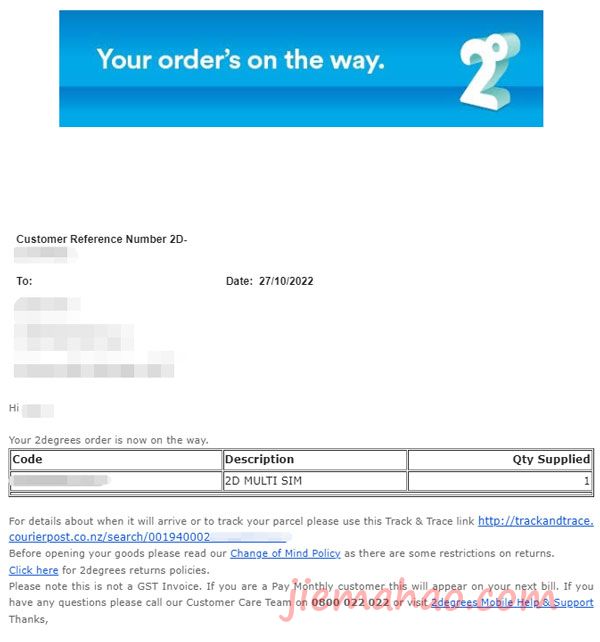 Your order's on the way.
2°
Customer Reference Number 2D-
To:
Date: 27/10/2022
Hi
Your 2degrees order is now on the way.
Code Description Qty Supplied
2D MULTI SIM 1
For details about when it will arrive or to track your parcel please use this Track & Trace link http://trackandtrace.
courierpost.co.nz/search/001940002
Before opening your goods please read our Change of Mind Policy as there are some restrictions on returns.
Click here for 2degrees returns policies.
Please note this is not a GST Invoice. If you are a Pay Monthly customer this will appear on your next bill. If you
have any questions please call our Customer Care Team on 0800 022 022 or visit 2degrees Mobile Help & Support
Thanks,
jiemahao.com